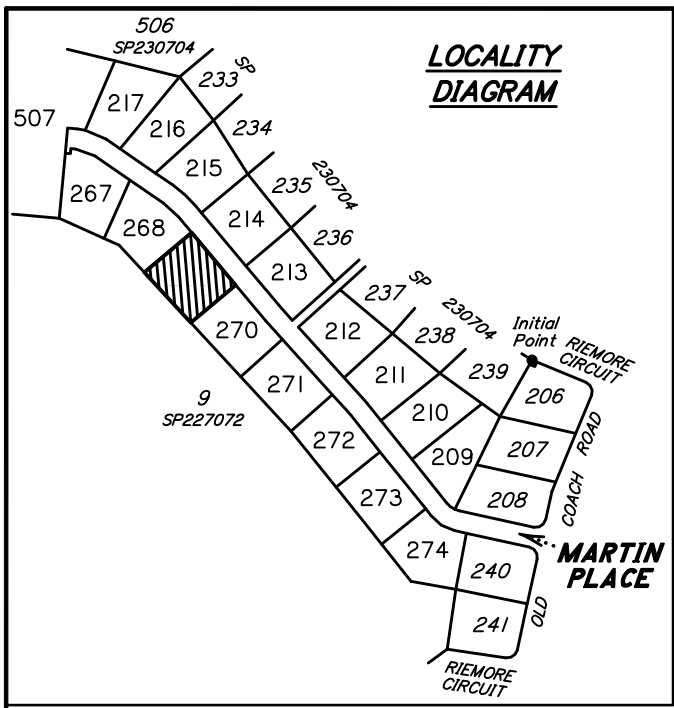 LOCALITY
DIAGRAM
506
SP230704
507
217
216
215
214
213
233
SP
234
235
230704
236
237
SP
238
230704
239
267
268
270
271
272
273
274
212
211
210
209
Initial
Point
RIEMORE
CIRCUIT
206
207
208
COACH
ROAD
9
SP227072
MARTIN
PLACE
240
241
OLD
RIEMORE
CIRCUIT